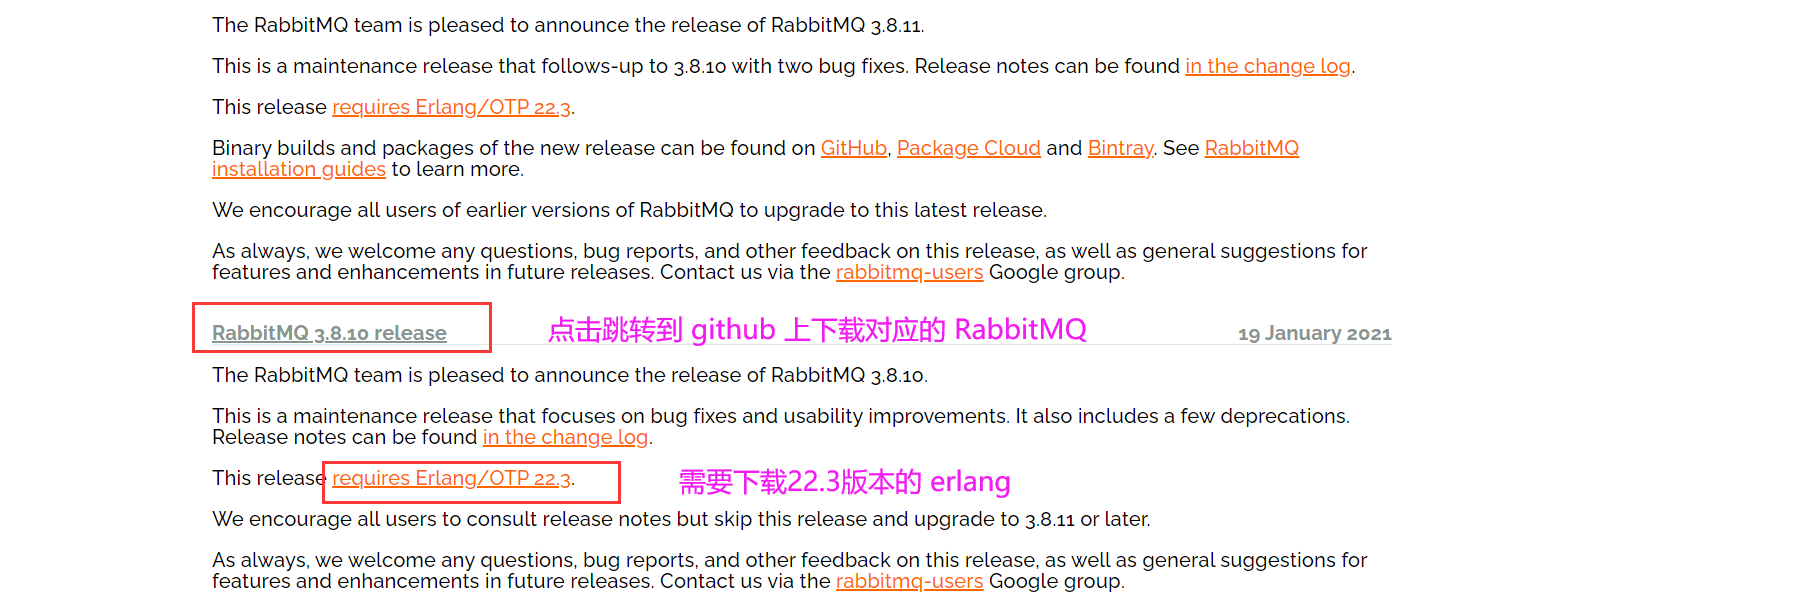 The RabbitMQ team is pleased to announce the release of RabbitMQ 3.8.11.
This is a maintenance release that follows-up to 3.8.10 with two bug fixes. Release notes can be found in the change log.
This release requires Erlang/OTP 22.3.
Binary builds and packages of the new release can be found on GitHub, Package Cloud and Bintray. See RabbitMQ
installation guides to learn more.
We encourage all users of earlier versions of RabbitMQ to upgrade to this latest release.
As always, we welcome any questions, bug reports, and other feedback on this release, as well as general suggestions for
features and enhancements in future releases. Contact us via the rabbitmq-users Google group.
RabbitMQ 3.8.10 release 点击跳转到 github 上下载对应的 RabbitMQ 19 January 2021
The RabbitMQ team is pleased to announce the release of RabbitMQ 3.8.10.
This is a maintenance release that focuses on bug fixes and usability improvements. It also includes a few deprecations.
Release notes can be found in the change log.
This release requires Erlang/OTP 22.3. 需要下载22.3版本的 erlang
We encourage all users to consult release notes but skip this release and upgrade to 3.8.11 or later.
As always, we welcome any questions, bug reports, and other feedback on this release, as well as general suggestions for
features and enhancements in future releases. Contact us via the rabbitmq-users Google group.